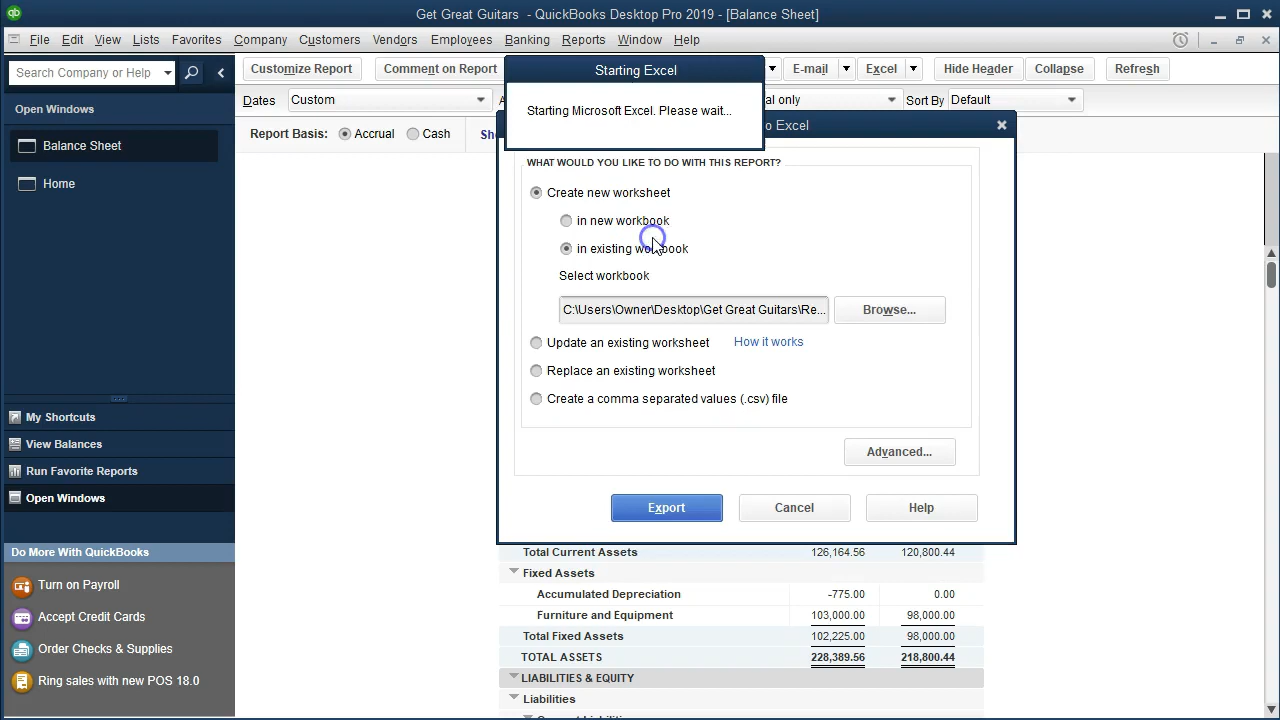 Get Great Guitars - QuickBooks Desktop Pro 2019 - [Balance Sheet]
File Edit View Lists Favorites Company Customers Vendors Employees Banking Reports Window Help
Search Company or Help
Customize Report
Comment on Report
E-mail
Excel
Hide Header
Collapse
Refresh
Open Windows
Dates Custom
al only
Sort By Default
Report Basis: Accrual Cash
Balance Sheet
Home
Starting Excel
Starting Microsoft Excel. Please wait...
o Excel
WHAT WOULD YOU LIKE TO DO WITH THIS REPORT?
Create new worksheet
in new workbook
in existing workbook
Select workbook
C:\Users\Owner\Desktop\Get Great Guitars\Re...
Browse...
Update an existing worksheet
How it works
Replace an existing worksheet
Create a comma separated values (.csv) file
Advanced...
Export
Cancel
Help
My Shortcuts
View Balances
Run Favorite Reports
Open Windows
Do More With QuickBooks
Turn on Payroll
Accept Credit Cards
Order Checks & Supplies
Ring sales with new POS 18.0
Total Current Assets 126,164.56 120,800.44
Fixed Assets
Accumulated Depreciation -775.00 0.00
Furniture and Equipment 103,000.00 98,000.00
Total Fixed Assets 102,225.00 98,000.00
TOTAL ASSETS 228,389.56 218,800.44
LIABILITIES & EQUITY
Liabilities